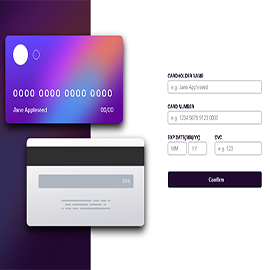 0000 0000 0000 0000
Jane Appleseed 00/00
000
CARDHOLDER NAME
e.g. Jane Appleseed
CARD NUMBER
e.g. 1234 5678 9123 0000
EXP.DATE(MM/YY) CVC
MM YY e.g. 123
Confirm